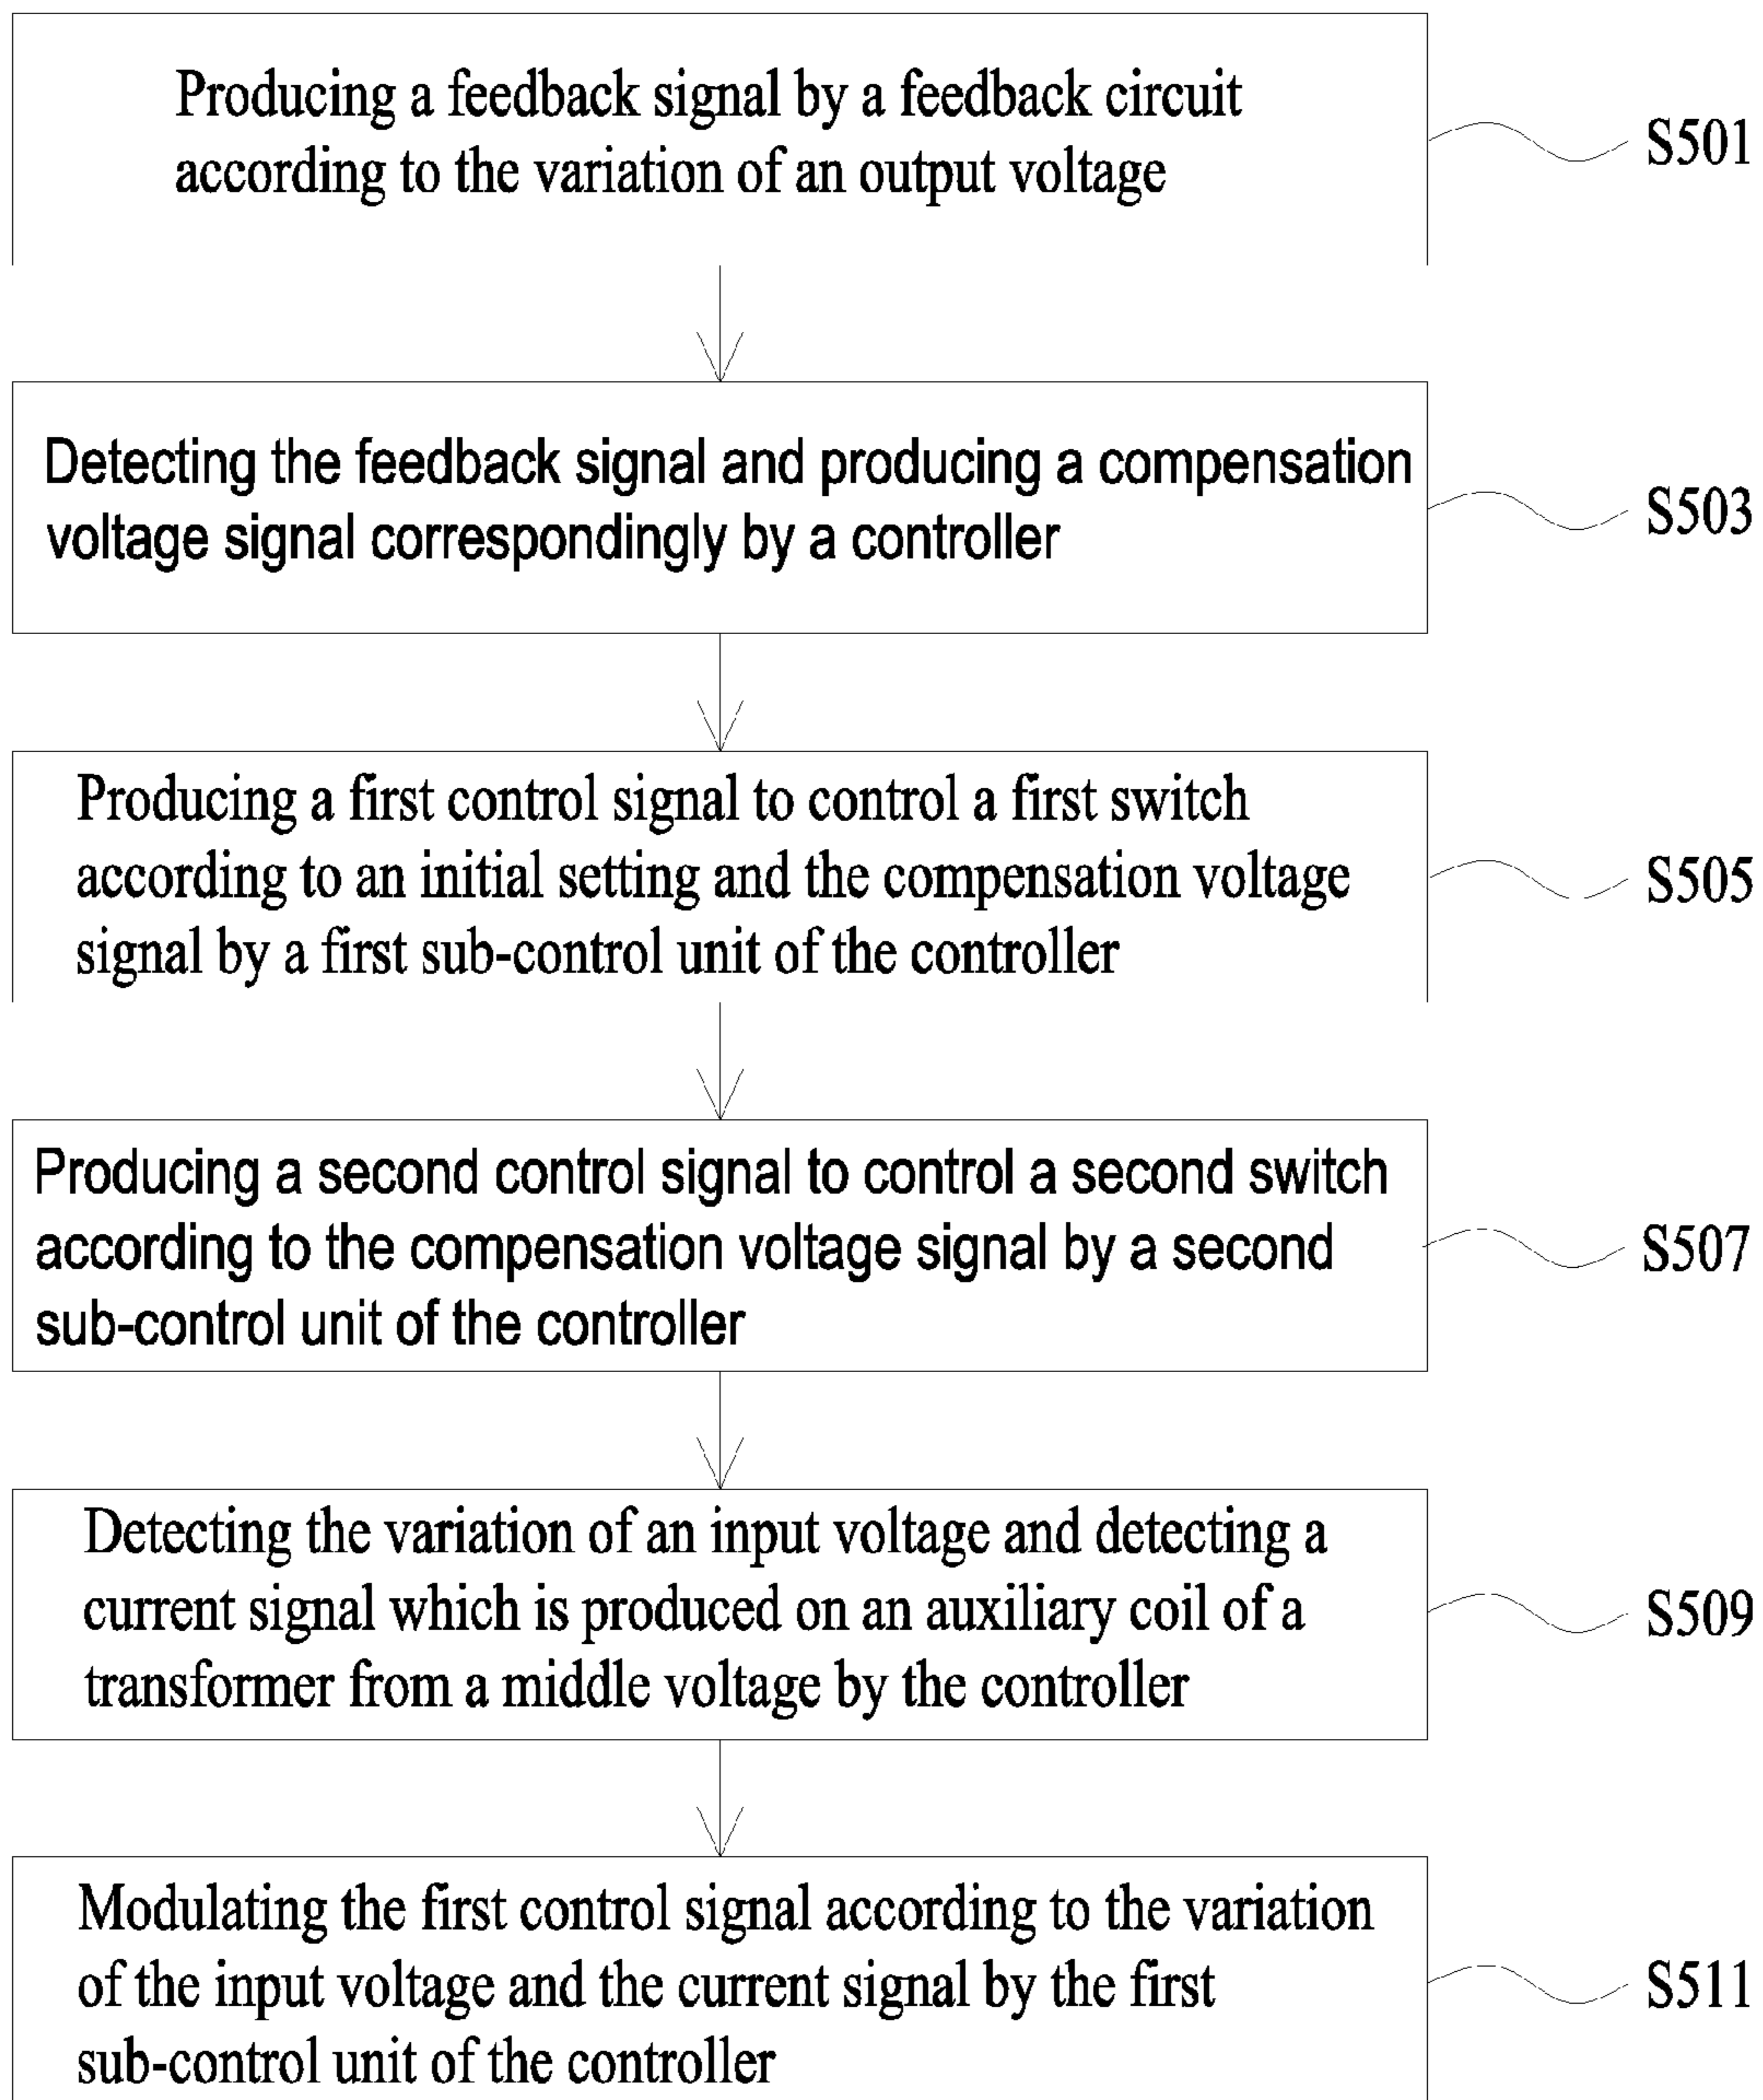 Producing a feedback signal by a feedback circuit
according to the variation of an output voltage
S501
Detecting the feedback signal and producing a compensation
voltage signal correspondingly by a controller
S503
Producing a first control signal to control a first switch
according to an initial setting and the compensation voltage
signal by a first sub-control unit of the controller
S505
Producing a second control signal to control a second switch
according to the compensation voltage signal by a second
sub-control unit of the controller
S507
Detecting the variation of an input voltage and detecting a
current signal which is produced on an auxiliary coil of a
transformer from a middle voltage by the controller
S509
Modulating the first control signal according to the variation
of the input voltage and the current signal by the first
sub-control unit of the controller
S511